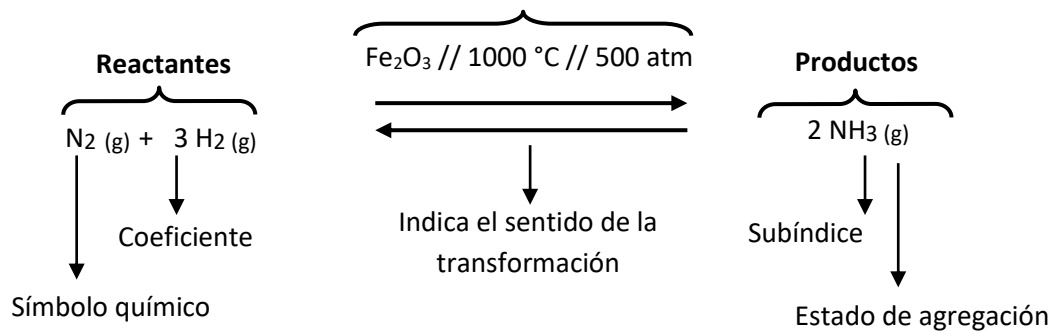 Fe₂O₃ // 1000 °C // 500 atm
Reactantes
Productos
N₂ (g) + 3 H₂ (g)
2 NH₃ (g)
Coeficiente
Indica el sentido de la
transformación
Subíndice
Símbolo químico
Estado de agregación